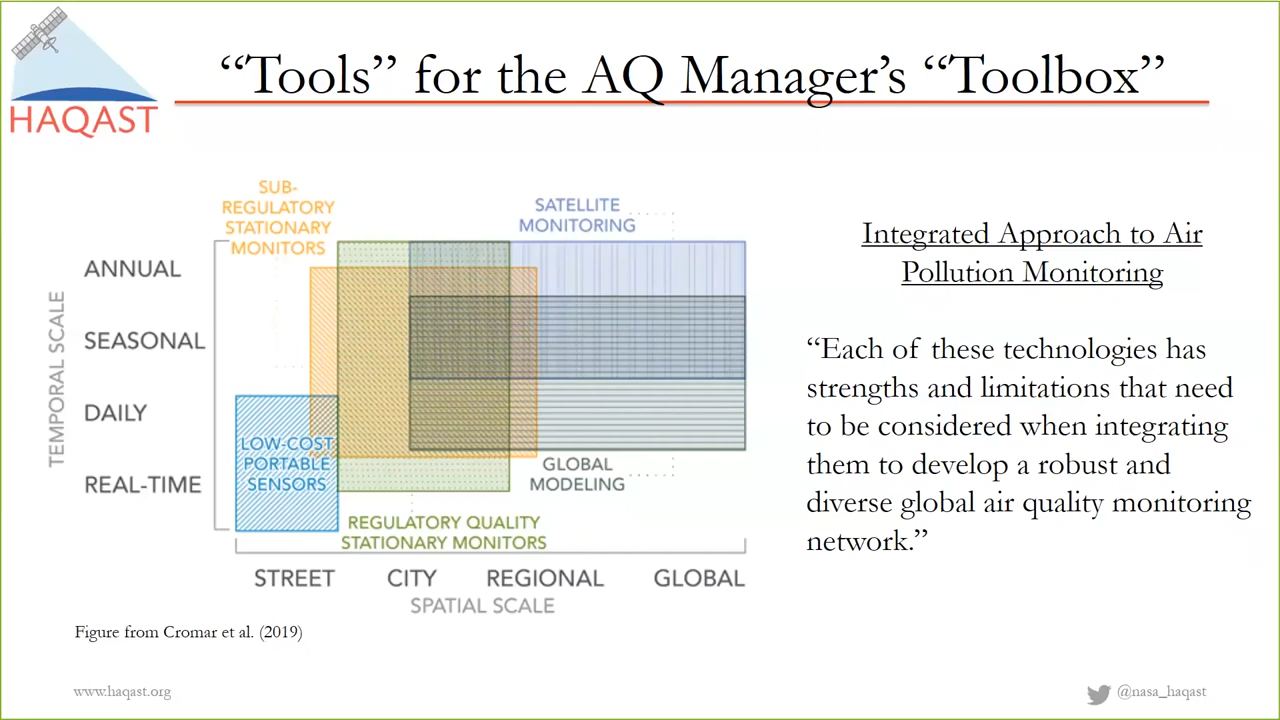 “Tools” for the AQ Manager’s “Toolbox”
HAQAST
SUB-
REGULATORY
STATIONARY
MONITORS
SATELLITE
MONITORING
TEMPORAL SCALE
ANNUAL
SEASONAL
DAILY
REAL-TIME
LOW-COST
PORTABLE
SENSORS
GLOBAL
MODELING
REGULATORY QUALITY
STATIONARY MONITORS
STREET
CITY
REGIONAL
GLOBAL
SPATIAL SCALE
Figure from Cromar et al. (2019)
Integrated Approach to Air
Pollution Monitoring
“Each of these technologies has
strengths and limitations that need
to be considered when integrating
them to develop a robust and
diverse global air quality monitoring
network.”
www.haqast.org
@nasa_haqast